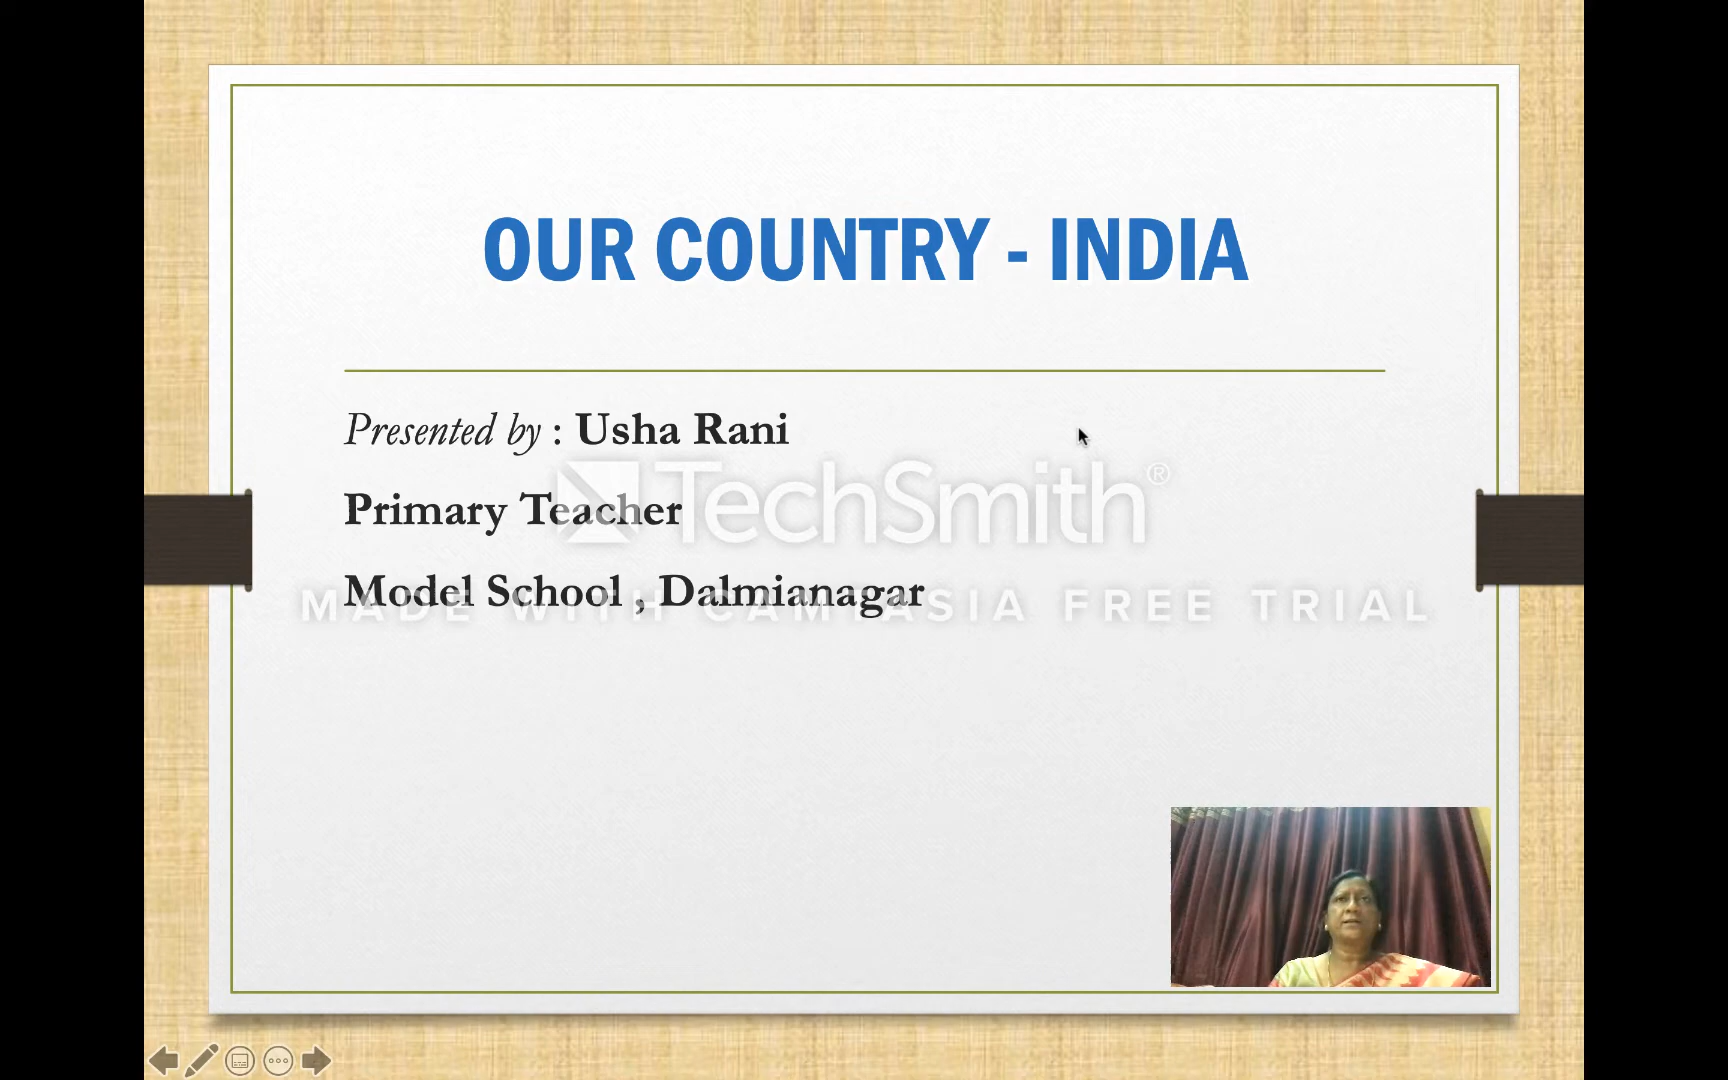 OUR COUNTRY - INDIA
Presented by : Usha Rani
TechSmith®
Primary Teacher
Model School , Dalmianagar
MADE WITH CAMTASIA FREE TRIAL